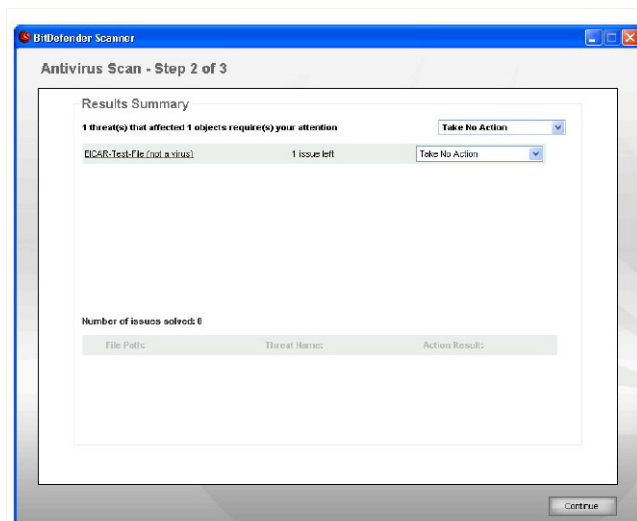 BitDefender Scanner
Antivirus Scan - Step 2 of 3
Results Summary
1 threat(s) that affected 1 objects require(s) your attention
Take No Action
EICAR-Test-File (not a virus)
1 issue left
Take No Action
Number of issues solved: 0
File Path:
Threat Name:
Action Result:
Continue